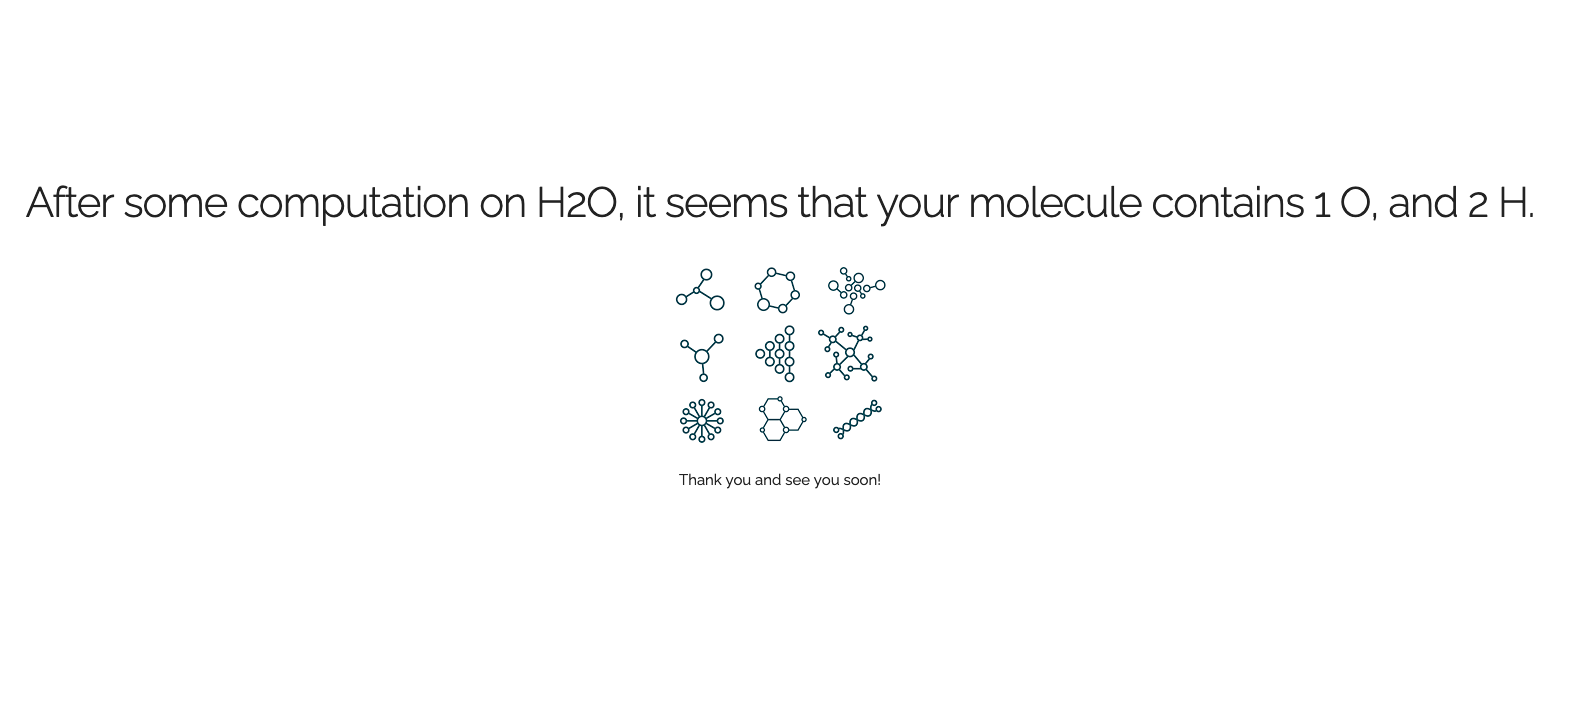 After some computation on H2O, it seems that your molecule contains 1 O, and 2 H.
Thank you and see you soon!